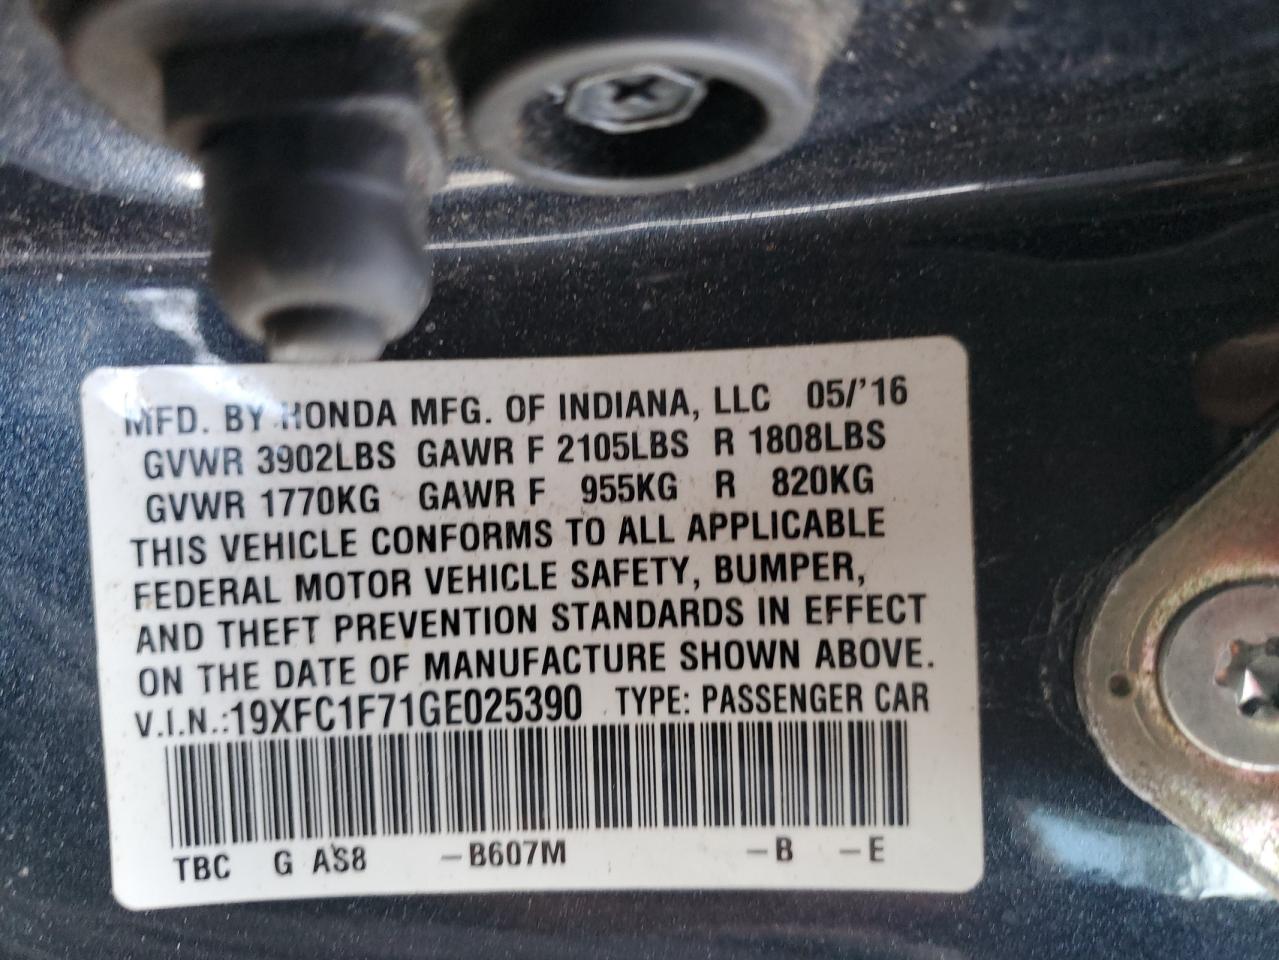 MFD. BY HONDA MFG. OF INDIANA, LLC 05/'16
GVWR 3902LBS GAWR F 2105LBS R 1808LBS
GVWR 1770KG GAWR F 955KG R 820KG
THIS VEHICLE CONFORMS TO ALL APPLICABLE
FEDERAL MOTOR VEHICLE SAFETY, BUMPER,
AND THEFT PREVENTION STANDARDS IN EFFECT
ON THE DATE OF MANUFACTURE SHOWN ABOVE.
V.I.N.:19XFC1F71GE025390 TYPE: PASSENGER CAR
TBC G AS8 -B607M -B -E